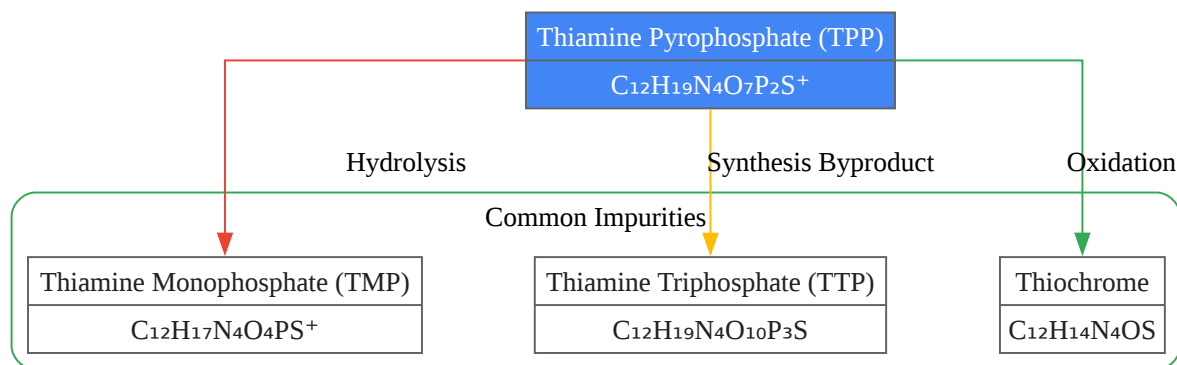 Thiamine Pyrophosphate (TPP)
C₁₂H₁₉N₄O₇P₂S⁺
Hydrolysis
Synthesis Byproduct
Oxidation
Common Impurities
Thiamine Monophosphate (TMP)
C₁₂H₁₇N₄O₄PS⁺
Thiamine Triphosphate (TTP)
C₁₂H₁₉N₄O₁₀P₃S
Thiochrome
C₁₂H₁₄N₄OS